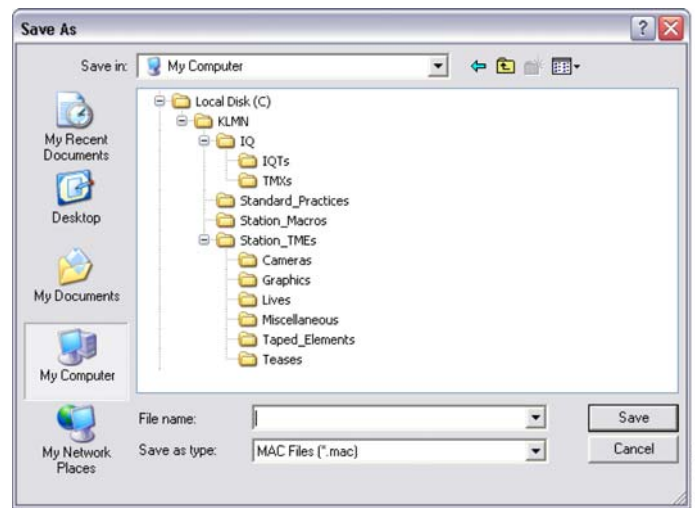 Save As
Save in:
My Computer
My Recent
Documents
Desktop
My Documents
My Computer
My Network
Places
Local Disk (C)
KLMN
IQ
IQTs
TMXs
Standard_Practices
Station_Macros
Station_TMEs
Cameras
Graphics
Lives
Miscellaneous
Taped_Elements
Teases
File name:
Save
Save as type:
MAC Files (*.mac)
Cancel